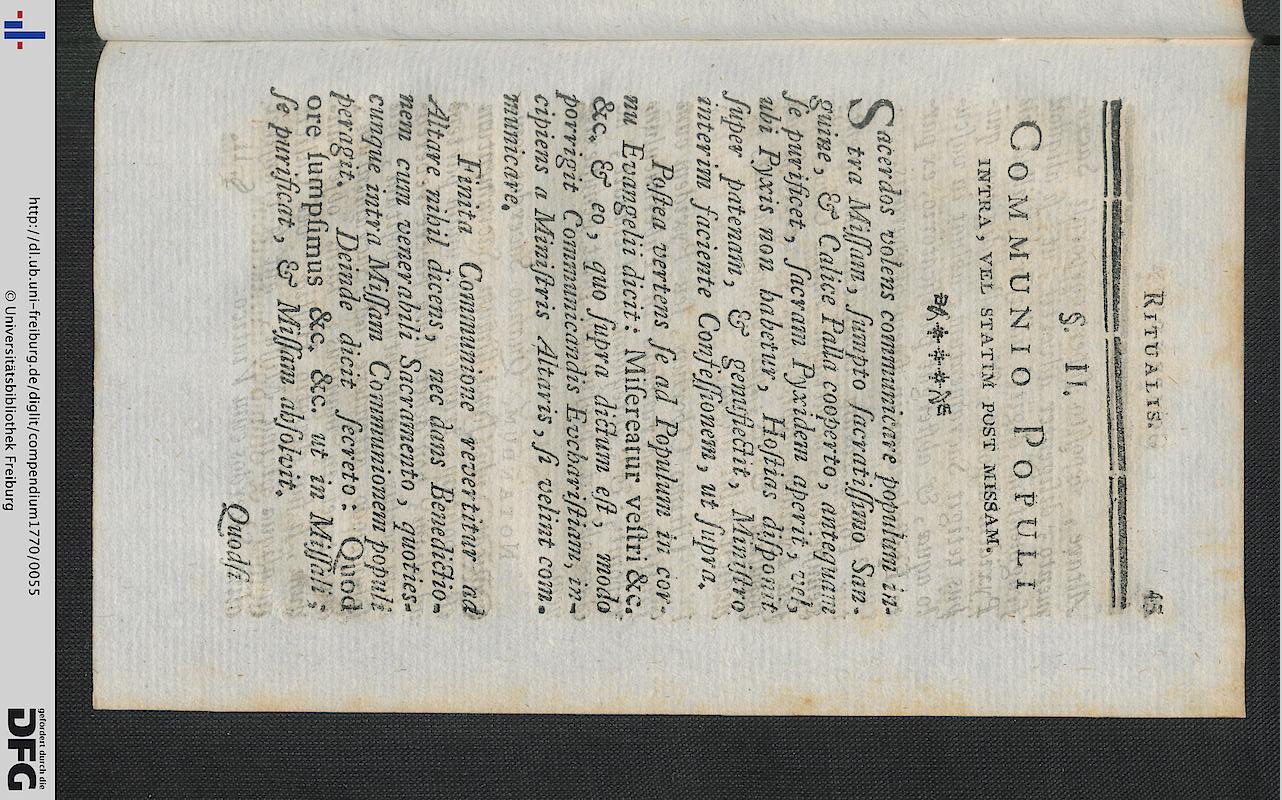 RITUALIS. 45
§. II.
COMMUNIO POPULI
INTRA, VEL STATIM POST MISSAM.
Sacerdos volens communicare populum in-
tra Miſſam, ſumpto ſacratiſſimo San-
guine, & Calice Palla cooperto, antequam
ſe purificet, ſacram Pyxidem aperit, vel,
ubi Pyxis non habetur, Hoſtias diſponit
ſuper patenam, & genuflectit, Miniſtro
interim faciente Confeſſionem, ut ſupra.
Poſtea vertens ſe ad Populum in cor-
nu Evangelii dicit: Miſereatur veſtri &c.
&c. & eo, quo ſupra dictum eſt, modo
porrigit Communicandis Euchariſtiam, in-
cipiens a Miniſtris Altaris, ſi velint com-
municare.
Finita Communione revertitur ad
Altare nihil dicens, nec dans Benedictio-
nem cum venerabili Sacramento, quoties-
cunque intra Miſſam Communionem populi
peragit. Deinde dicit ſecreto: Quod
ore ſumpſimus &c. &c. ut in Miſſali;
ſe purificat, & Miſſam abſolvit.
Quodſi
http://dl.ub.uni-freiburg.de/diglit/compendium1770/0055
© Universitätsbibliothek Freiburg
gefördert durch die
DFG